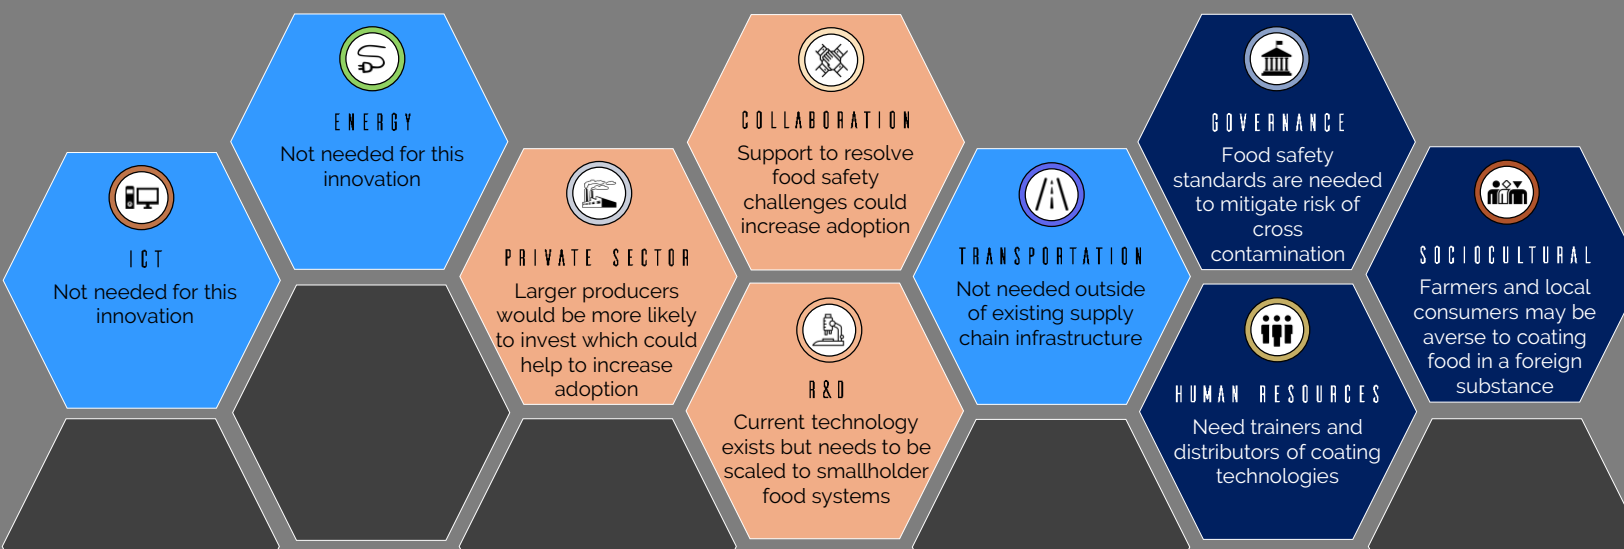 ICT
Not needed for this
innovation
ENERGY
Not needed for this
innovation
PRIVATE SECTOR
Larger producers
would be more likely
to invest which could
help to increase
adoption
COLLABORATION
Support to resolve
food safety
challenges could
increase adoption
R&D
Current technology
exists but needs to be
scaled to smallholder
food systems
TRANSPORTATION
Not needed outside
of existing supply
chain infrastructure
GOVERNANCE
Food safety
standards are needed
to mitigate risk of
cross
contamination
HUMAN RESOURCES
Need trainers and
distributors of coating
technologies
SOCIOCULTURAL
Farmers and local
consumers may be
averse to coating
food in a foreign
substance